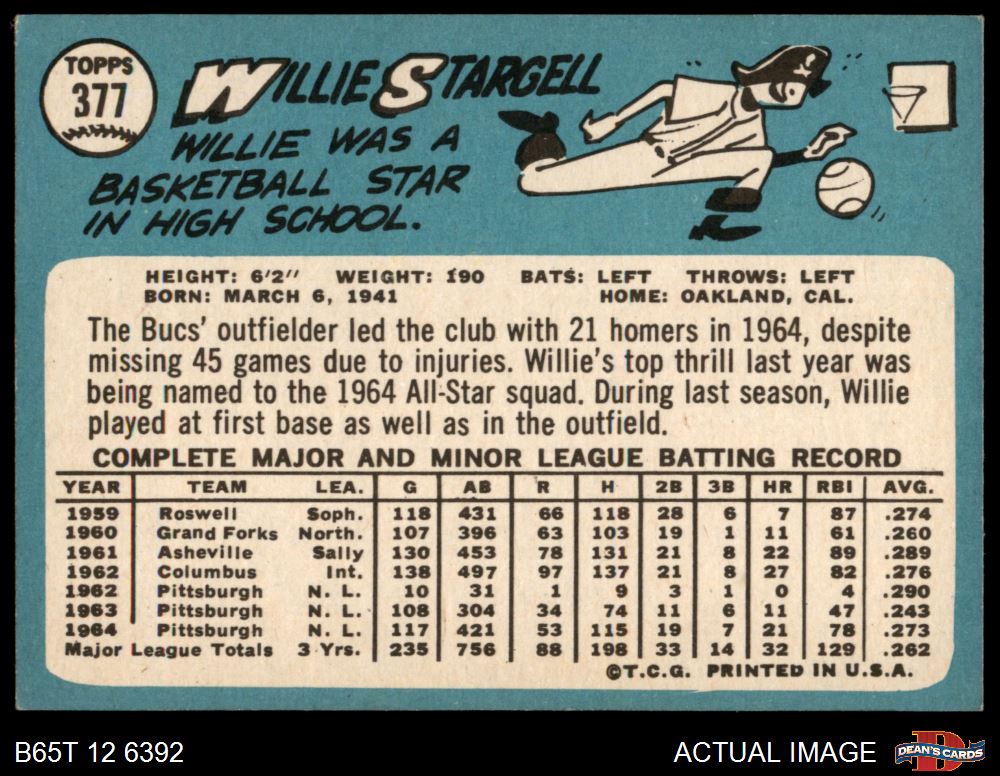 TOPPS
377
WILLIE STARGELL
WILLIE WAS A
BASKETBALL STAR
IN HIGH SCHOOL.
HEIGHT: 6'2" WEIGHT: 190 BATS: LEFT THROWS: LEFT
BORN: MARCH 6, 1941 HOME: OAKLAND, CAL.
The Bucs' outfielder led the club with 21 homers in 1964, despite
missing 45 games due to injuries. Willie's top thrill last year was
being named to the 1964 All-Star squad. During last season, Willie
played at first base as well as in the outfield.
COMPLETE MAJOR AND MINOR LEAGUE BATTING RECORD
YEAR TEAM LEA. G AB R H 2B 3B HR RBI AVG.
1959 Roswell Soph. 118 431 66 118 28 6 7 87 .274
1960 Grand Forks North. 107 396 63 103 19 1 11 61 .260
1961 Asheville Sally 130 453 78 131 21 8 22 89 .289
1962 Columbus Int. 138 497 97 137 21 8 27 82 .276
1962 Pittsburgh N. L. 10 31 1 9 3 1 0 4 .290
1963 Pittsburgh N. L. 108 304 34 74 11 6 11 47 .243
1964 Pittsburgh N. L. 117 421 53 115 19 7 21 78 .273
Major League Totals 3 Yrs. 235 756 88 198 33 14 32 129 .262
©T.C.G. PRINTED IN U.S.A.
B65T 12 6392 ACTUAL IMAGE D DEAN'S CARDS